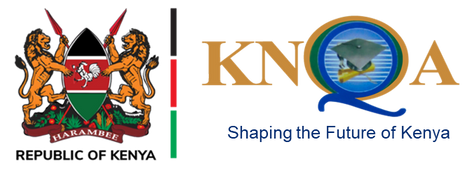 HARAMBEE
REPUBLIC OF KENYA
KNQA
Shaping the Future of Kenya